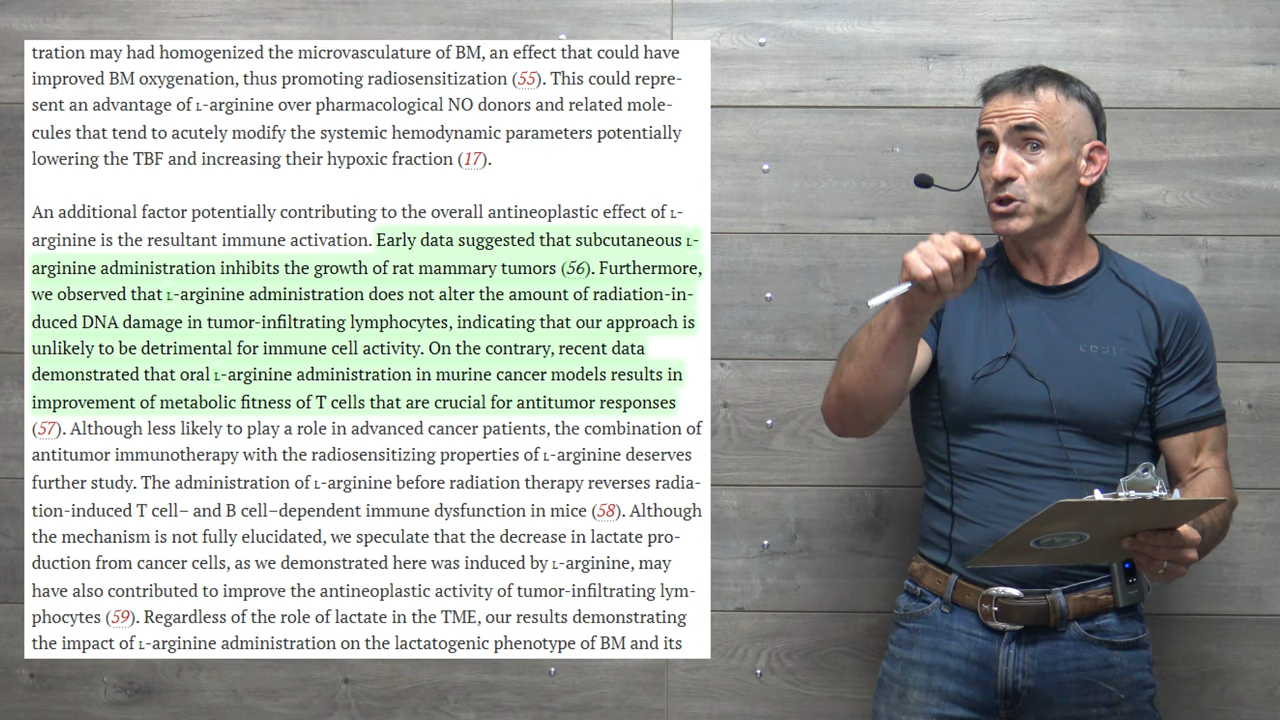 tration may had homogenized the microvasculature of BM, an effect that could have
improved BM oxygenation, thus promoting radiosensitization (55). This could repre-
sent an advantage of ʟ-arginine over pharmacological NO donors and related mole-
cules that tend to acutely modify the systemic hemodynamic parameters potentially
lowering the TBF and increasing their hypoxic fraction (17).
An additional factor potentially contributing to the overall antineoplastic effect of ʟ-
arginine is the resultant immune activation. Early data suggested that subcutaneous ʟ-
arginine administration inhibits the growth of rat mammary tumors (56). Furthermore,
we observed that ʟ-arginine administration does not alter the amount of radiation-in-
duced DNA damage in tumor-infiltrating lymphocytes, indicating that our approach is
unlikely to be detrimental for immune cell activity. On the contrary, recent data
demonstrated that oral ʟ-arginine administration in murine cancer models results in
improvement of metabolic fitness of T cells that are crucial for antitumor responses
(57). Although less likely to play a role in advanced cancer patients, the combination of
antitumor immunotherapy with the radiosensitizing properties of ʟ-arginine deserves
further study. The administration of ʟ-arginine before radiation therapy reverses radia-
tion-induced T cell– and B cell–dependent immune dysfunction in mice (58). Although
the mechanism is not fully elucidated, we speculate that the decrease in lactate pro-
duction from cancer cells, as we demonstrated here was induced by ʟ-arginine, may
have also contributed to improve the antineoplastic activity of tumor-infiltrating lym-
phocytes (59). Regardless of the role of lactate in the TME, our results demonstrating
the impact of ʟ-arginine administration on the lactatogenic phenotype of BM and its